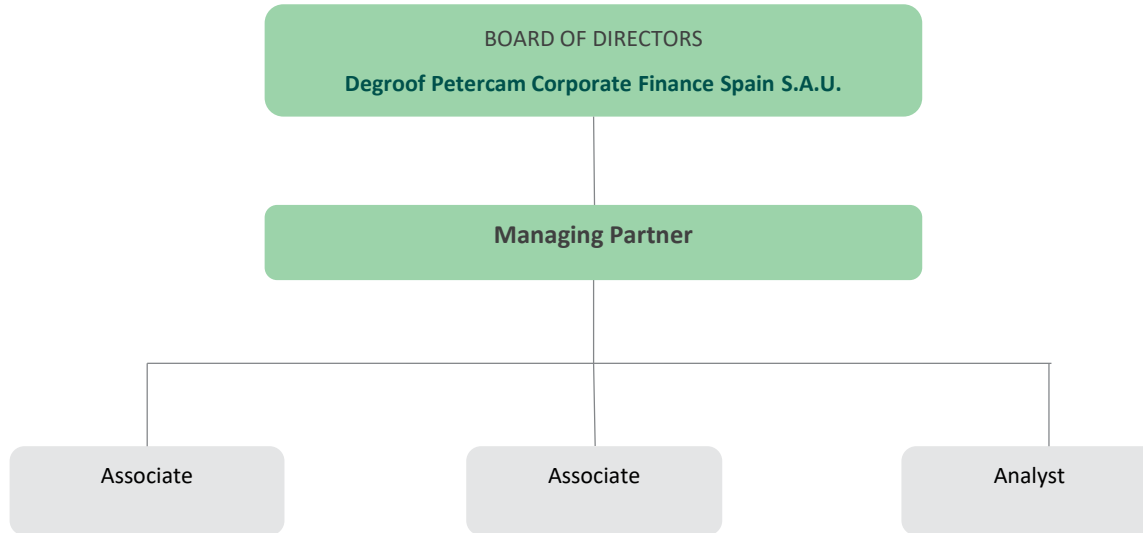 BOARD OF DIRECTORS
Degroof Petercam Corporate Finance Spain S.A.U.
Managing Partner
Associate
Associate
Analyst